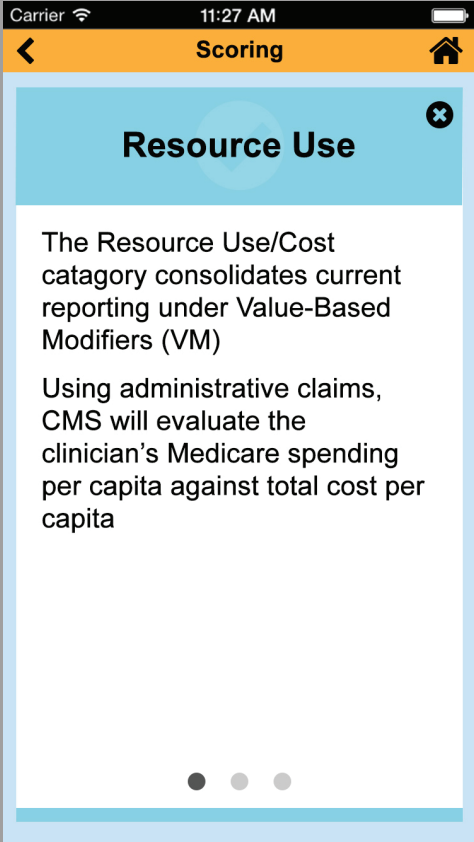 Carrier 11:27 AM
Scoring
Resource Use
The Resource Use/Cost
catagory consolidates current
reporting under Value-Based
Modifiers (VM)
Using administrative claims,
CMS will evaluate the
clinician’s Medicare spending
per capita against total cost per
capita